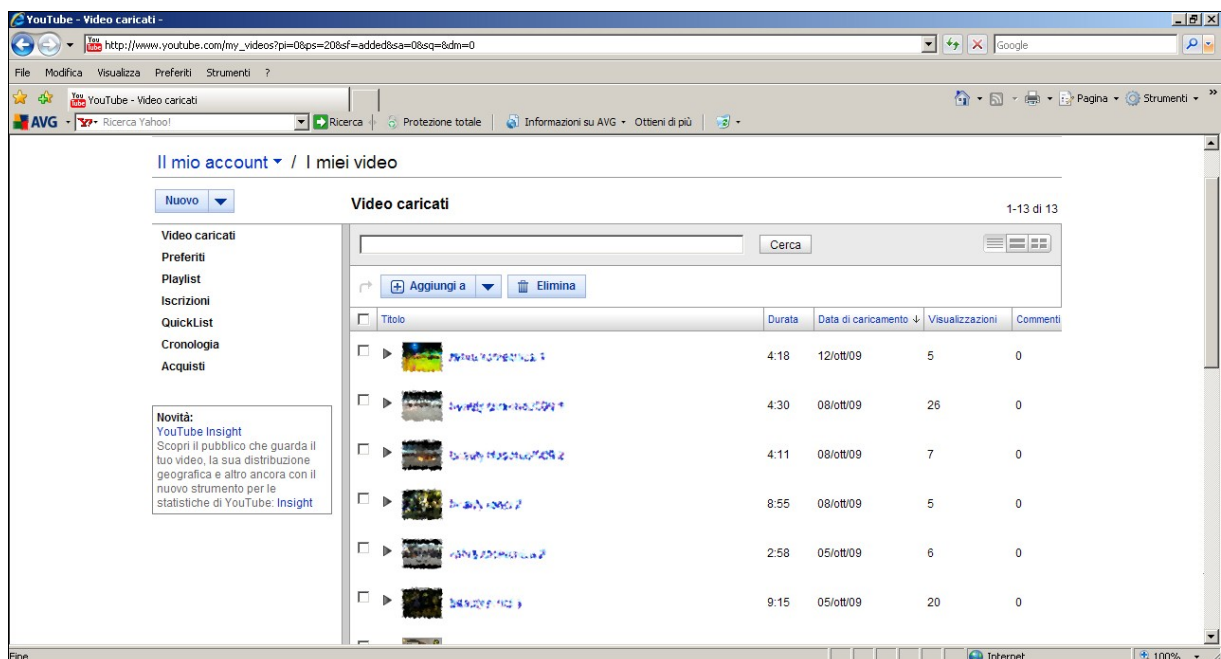 YouTube - Video caricati -
http://www.youtube.com/my_videos?pi=0&ps=20&sf=added&sa=0&sq=&dm=0
Google
File Modifica Visualizza Preferiti Strumenti ?
YouTube - Video caricati
Pagina Strumenti
AVG Ricerca Yahoo! Ricerca Protezione totale Informazioni su AVG Ottieni di più
Il mio account / I miei video
Nuovo
Video caricati
1-13 di 13
Video caricati
Preferiti
Playlist
Iscrizioni
QuickList
Cronologia
Acquisti
Novità:
YouTube Insight
Scopri il pubblico che guarda il
tuo video, la sua distribuzione
geografica e altro ancora con il
nuovo strumento per le
statistiche di YouTube: Insight
Cerca
Aggiungi a Elimina
Titolo Durata Data di caricamento Visualizzazioni Commenti
4:18 12/ott/09 5 0
4:30 08/ott/09 26 0
4:11 08/ott/09 7 0
8:55 08/ott/09 5 0
2:58 05/ott/09 6 0
9:15 05/ott/09 20 0
Fine
Internet 100%